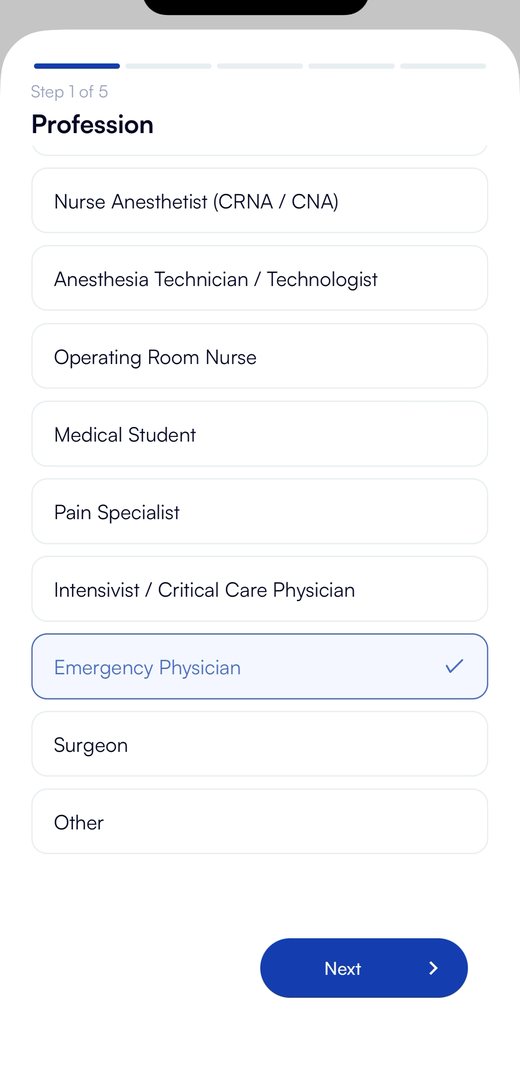 Step 1 of 5
Profession
Nurse Anesthetist (CRNA / CNA)
Anesthesia Technician / Technologist
Operating Room Nurse
Medical Student
Pain Specialist
Intensivist / Critical Care Physician
Emergency Physician
Surgeon
Other
Next